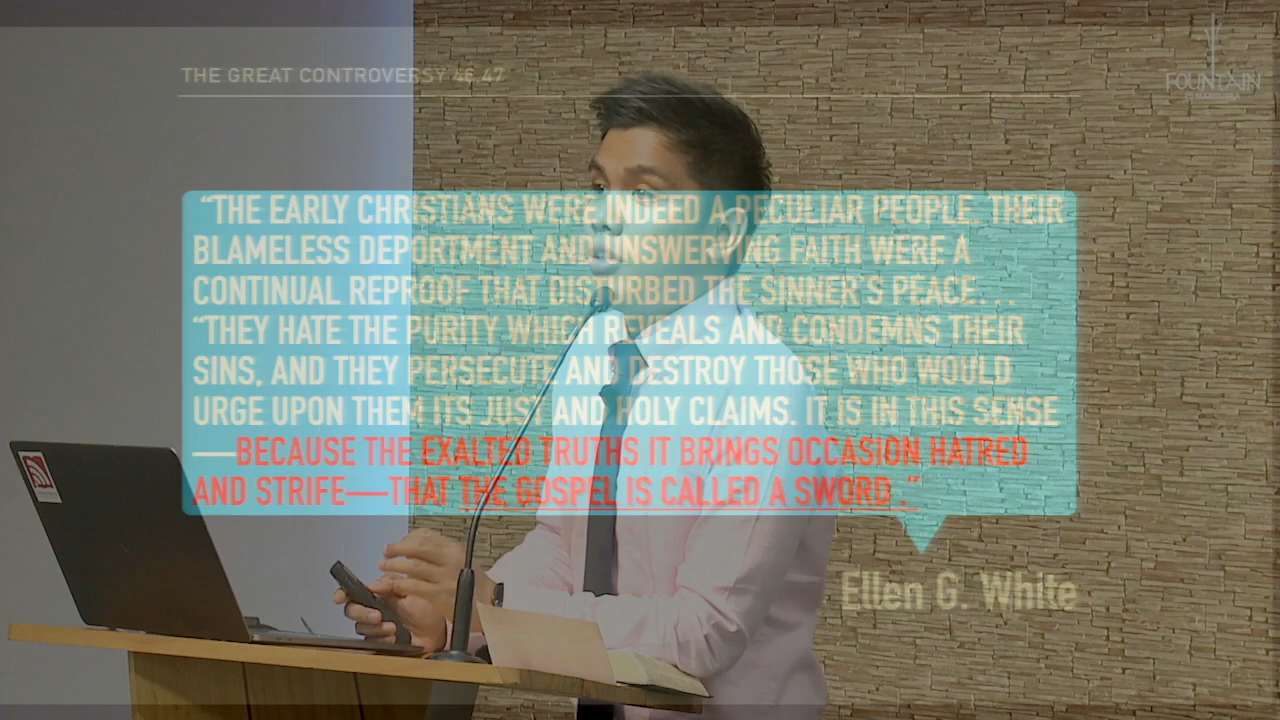 THE GREAT CONTROVERSY 46,47
FOUNTAIN
“THE EARLY CHRISTIANS WERE INDEED A PECULIAR PEOPLE. THEIR
BLAMELESS DEPORTMENT AND UNSWERVING FAITH WERE A
CONTINUAL REPROOF THAT DISTURBED THE SINNER’S PEACE. . .
“THEY HATE THE PURITY WHICH REVEALS AND CONDEMNS THEIR
SINS, AND THEY PERSECUTE AND DESTROY THOSE WHO WOULD
URGE UPON THEM ITS JUST AND HOLY CLAIMS. IT IS IN THIS SENSE
—BECAUSE THE EXALTED TRUTHS IT BRINGS OCCASION HATRED
AND STRIFE—THAT THE GOSPEL IS CALLED A SWORD .”
Ellen G. White